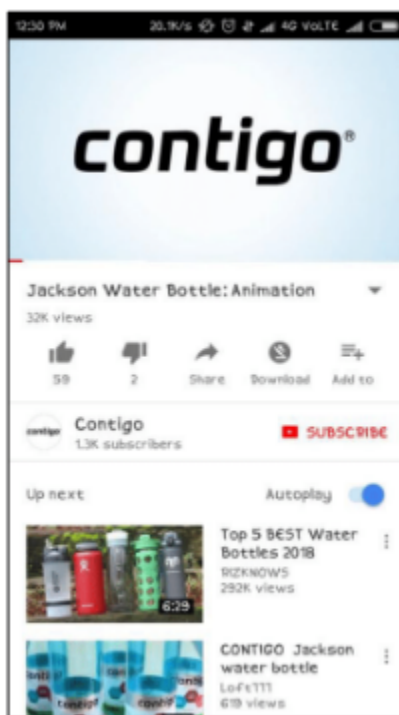 12:30 PM 20.1K/s 4G VoLTE
contigo®
Jackson Water Bottle: Animation
32K views
59 2 Share Download Add to
contigo
Contigo
1.3K subscribers
SUBSCRIBE
Up next Autoplay
Top 5 BEST Water
Bottles 2018
RIZKNOWS
292K views
6:29
CONTIGO Jackson
water bottle
Loft111
619 views
contigo